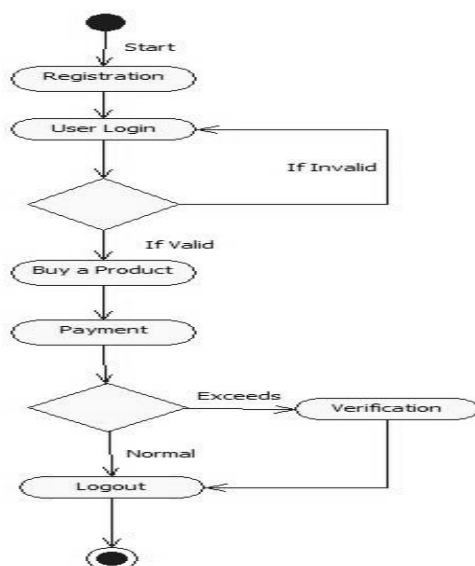 Start
Registration
User Login
If Invalid
If Valid
Buy a Product
Payment
Exceeds
Verification
Normal
Logout